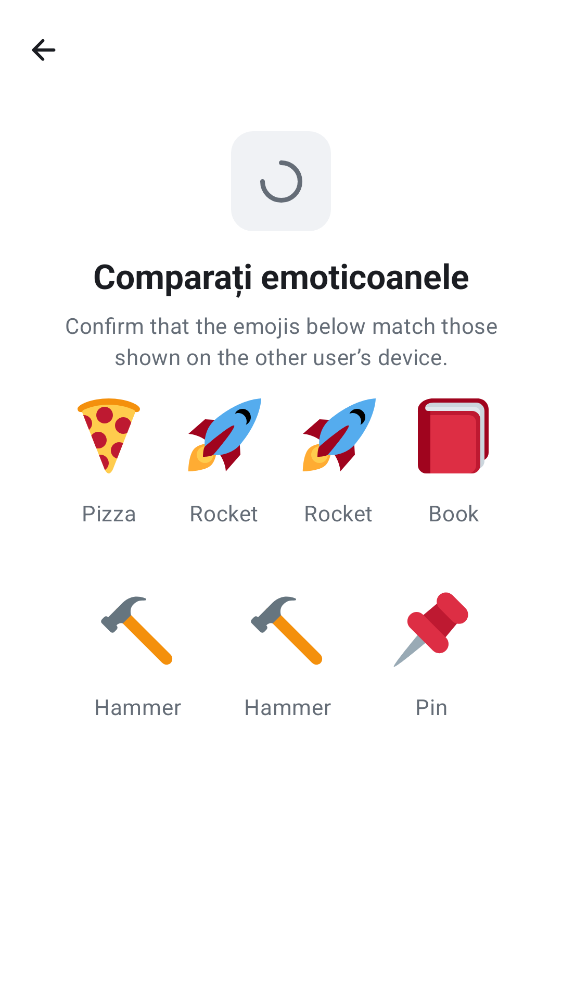 Comparați emoticoanele
Confirm that the emojis below match those
shown on the other user’s device.
Pizza Rocket Rocket Book
Hammer Hammer Pin